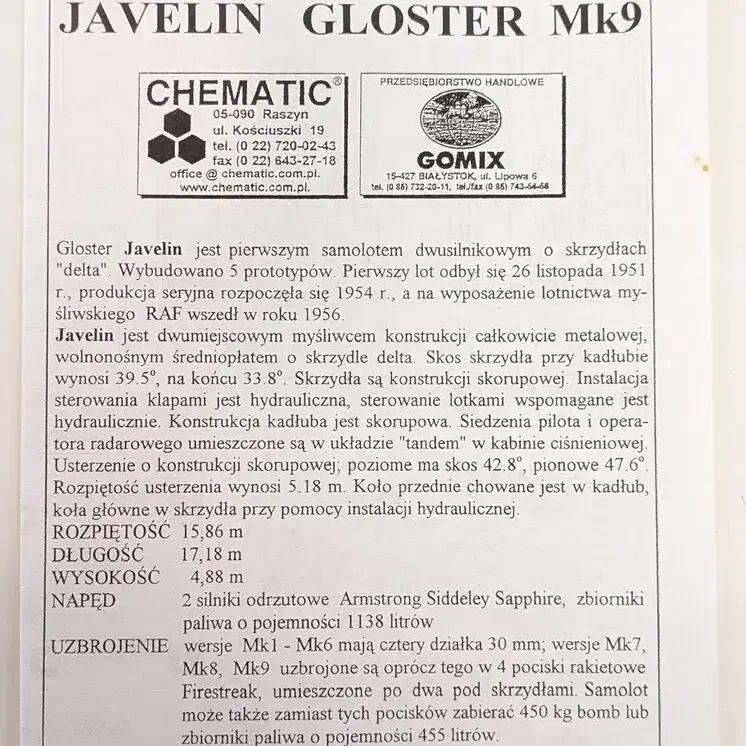 JAVELIN GLOSTER Mk9
CHEMATIC®
05-090 Raszyn
ul. Kościuszki 19
tel. (0 22) 720-02-43
fax (0 22) 643-27-18
office @ chematic.com.pl.
www.chematic.com.pl.
PRZEDSIĘBIORSTWO HANDLOWE
GOMIX
15-427 BIAŁYSTOK, ul. Lipowa 6
tel. (0 85) 732-20-11, tel./fax (0 85) 743-54-56
Gloster Javelin jest pierwszym samolotem dwusilnikowym o skrzydłach
"delta". Wybudowano 5 prototypów. Pierwszy lot odbył się 26 listopada 1951
r., produkcja seryjna rozpoczęła się 1954 r., a na wyposażenie lotnictwa my-
śliwskiego RAF wszedł w roku 1956.
Javelin jest dwumiejscowym myśliwcem konstrukcji całkowicie metalowej,
wolnonośnym średniopłatem o skrzydle delta. Skos skrzydła przy kadłubie
wynosi 39.5°, na końcu 33.8°. Skrzydła są konstrukcji skorupowej. Instalacja
sterowania klapami jest hydrauliczna, sterowanie lotkami wspomagane jest
hydraulicznie. Konstrukcja kadłuba jest skorupowa. Siedzenia pilota i opera-
tora radarowego umieszczone są w układzie "tandem" w kabinie ciśnieniowej.
Usterzenie o konstrukcji skorupowej; poziome ma skos 42.8°, pionowe 47.6°.
Rozpiętość usterzenia wynosi 5.18 m. Koło przednie chowane jest w kadłub,
koła główne w skrzydła przy pomocy instalacji hydraulicznej.
ROZPIĘTOŚĆ 15,86 m
DŁUGOŚĆ 17,18 m
WYSOKOŚĆ 4,88 m
NAPĘD 2 silniki odrzutowe Armstrong Siddeley Sapphire, zbiorniki
paliwa o pojemności 1138 litrów
UZBROJENIE wersje Mk1 - Mk6 mają cztery działka 30 mm; wersje Mk7,
Mk8, Mk9 uzbrojone są oprócz tego w 4 pociski rakietowe
Firestreak, umieszczone po dwa pod skrzydłami. Samolot
może także zamiast tych pocisków zabierać 450 kg bomb lub
zbiorniki paliwa o pojemności 455 litrów.